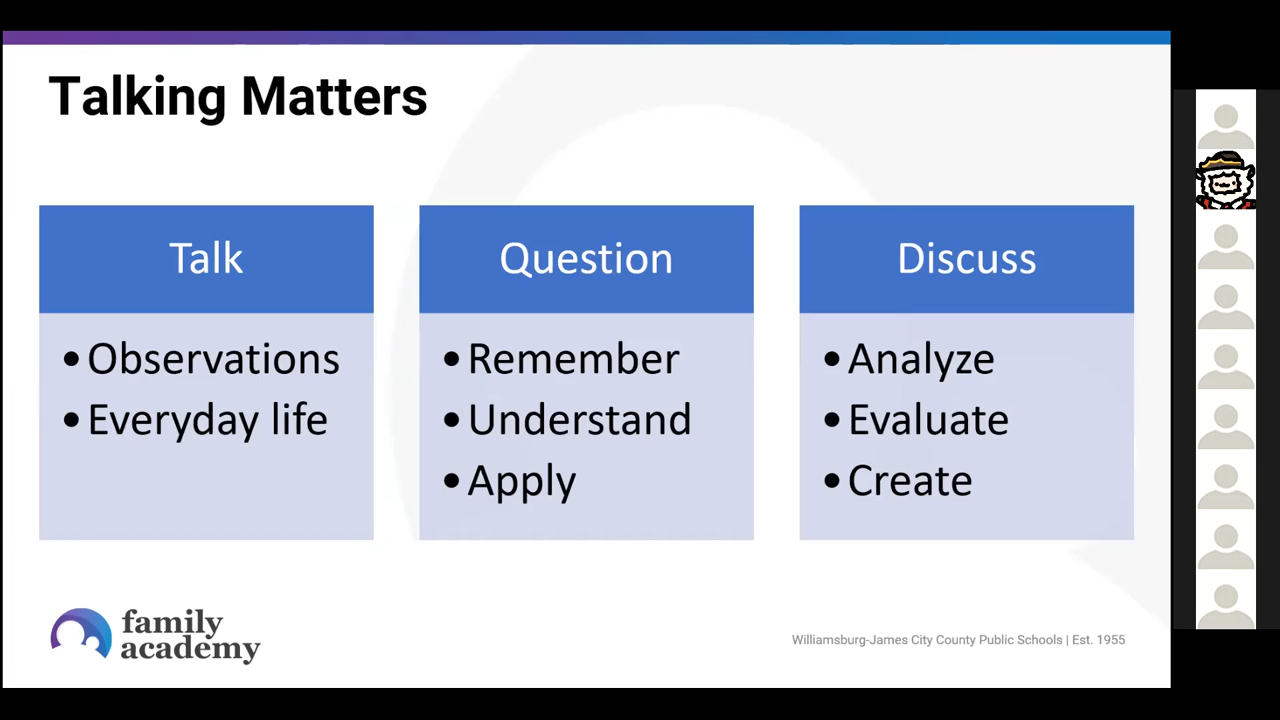 Talking Matters
Talk
• Observations
• Everyday life
Question
• Remember
• Understand
• Apply
Discuss
• Analyze
• Evaluate
• Create
family
academy
Williamsburg-James City County Public Schools | Est. 1955